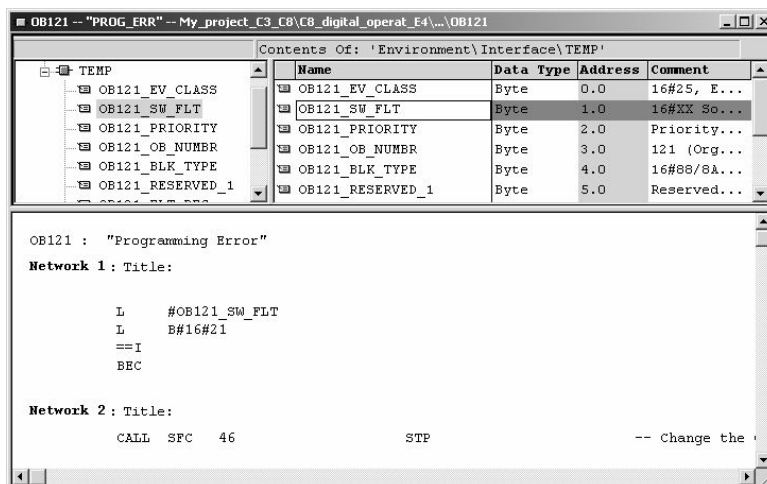 OB121 -- "PROG_ERR" -- My_project_C3_C8\C8_digital_operat_E4\...\OB121
Contents Of: 'Environment\Interface\TEMP'
TEMP
OB121_EV_CLASS
OB121_SW_FLT
OB121_PRIORITY
OB121_OB_NUMBR
OB121_BLK_TYPE
OB121_RESERVED_1
Name Data Type Address Comment
OB121_EV_CLASS Byte 0.0 16#25, E...
OB121_SW_FLT Byte 1.0 16#XX So...
OB121_PRIORITY Byte 2.0 Priority...
OB121_OB_NUMBR Byte 3.0 121 (Org...
OB121_BLK_TYPE Byte 4.0 16#88/8A...
OB121_RESERVED_1 Byte 5.0 Reserved...
OB121 : "Programming Error"
Network 1: Title:
L #OB121_SW_FLT
L B#16#21
==I
BEC
Network 2: Title:
CALL SFC 46 STP -- Change the